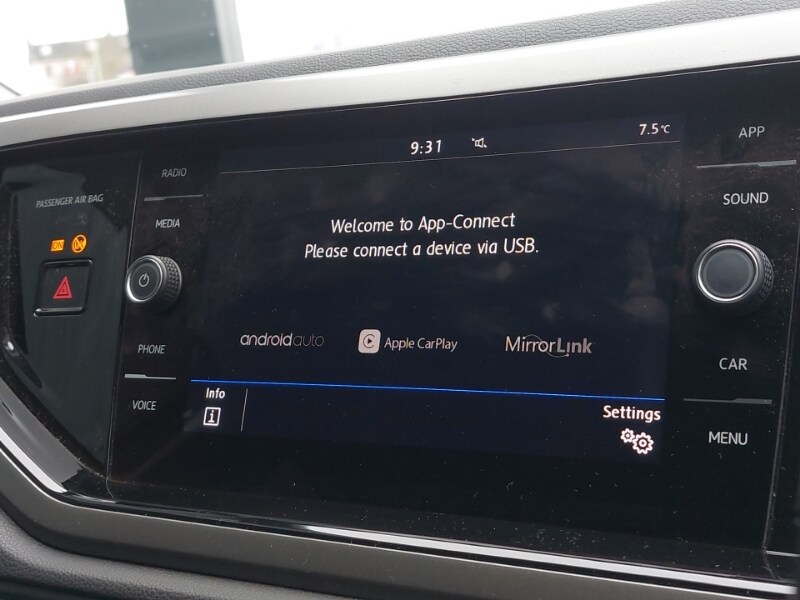 9:31
7.5°C
APP
RADIO
PASSENGER AIR BAG
MEDIA
SOUND
Welcome to App-Connect
Please connect a device via USB.
ON
androidauto
Apple CarPlay
MirrorLink
PHONE
CAR
Info
VOICE
Settings
MENU